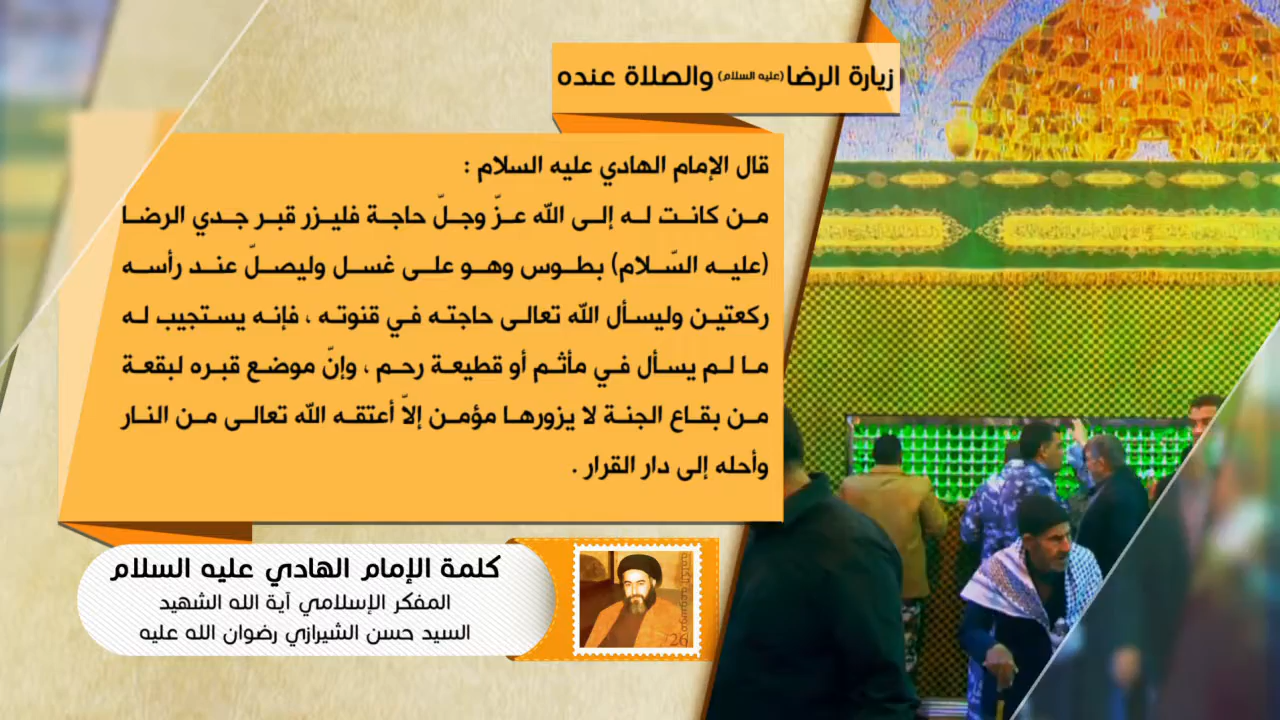 زيارة الرضا (عليه السلام) والصلاة عنده
قال الإمام الهادي عليه السلام :
من كانت له إلى الله عزّ وجلّ حاجة فليزر قبر جدي الرضا
(عليه السّلام) بطوس وهو على غسل وليصلّ عند رأسه
ركعتين وليسأل الله تعالى حاجته في قنوته ، فإنه يستجيب له
ما لم يسأل في مأثم أو قطيعة رحم ، وإنّ موضع قبره لبقعة
من بقاع الجنة لا يزورها مؤمن إلاّ أعتقه الله تعالى من النار
وأحله إلى دار القرار .
كلمة الإمام الهادي عليه السلام
المفكر الإسلامي آية الله الشهيد
السيد حسن الشيرازي رضوان الله عليه
26